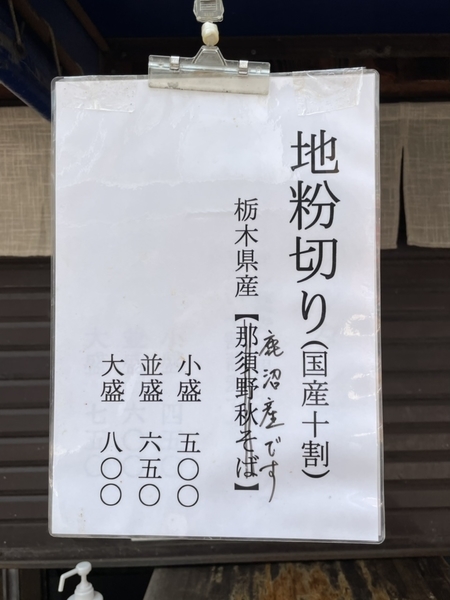 地粉切り(国産十割)
栃木県産【那須野秋そば】
鹿沼産です
小盛 五〇〇
並盛 六五〇
大盛 八〇〇